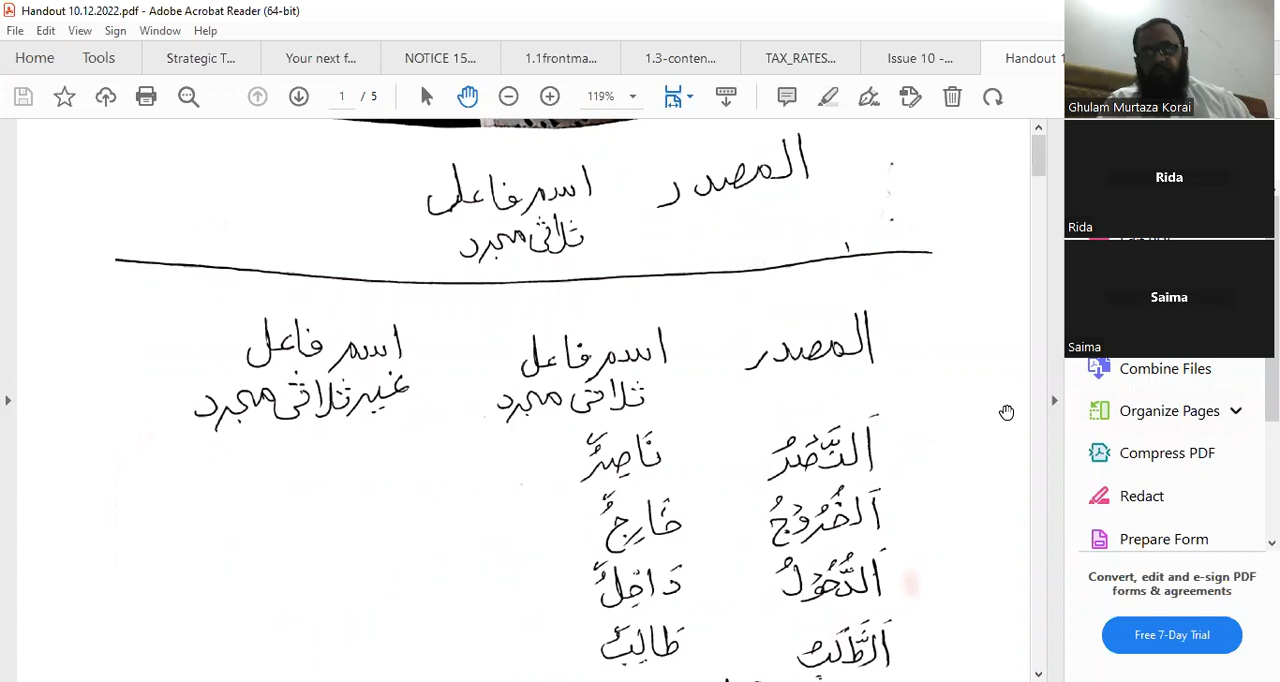 Handout 10.12.2022.pdf - Adobe Acrobat Reader (64-bit)
File Edit View Sign Window Help
Home Tools Strategic T... Your next f... NOTICE 15... 1.1frontma... 1.3-conten... TAX_RATES... Issue 10 -... Handout 1
1 / 5 119%
المصدر اسم فاعل
ثلاثی مجرد
المصدر اسم فاعل اسم فاعل
ثلاثی مجرد غیر ثلاثی مجرد
اَلنَّصَرُ نَاصِرٌ
اَلخُرُوْجُ خَارِجٌ
اَلدُّخُوْلُ دَاخِلٌ
اَلطَّلَبُ طَالِبٌ
Ghulam Murtaza Korai
Rida
Rida
Saima
Saima
Combine Files
Organize Pages
Compress PDF
Redact
Prepare Form
Convert, edit and e-sign PDF
forms & agreements
Free 7-Day Trial